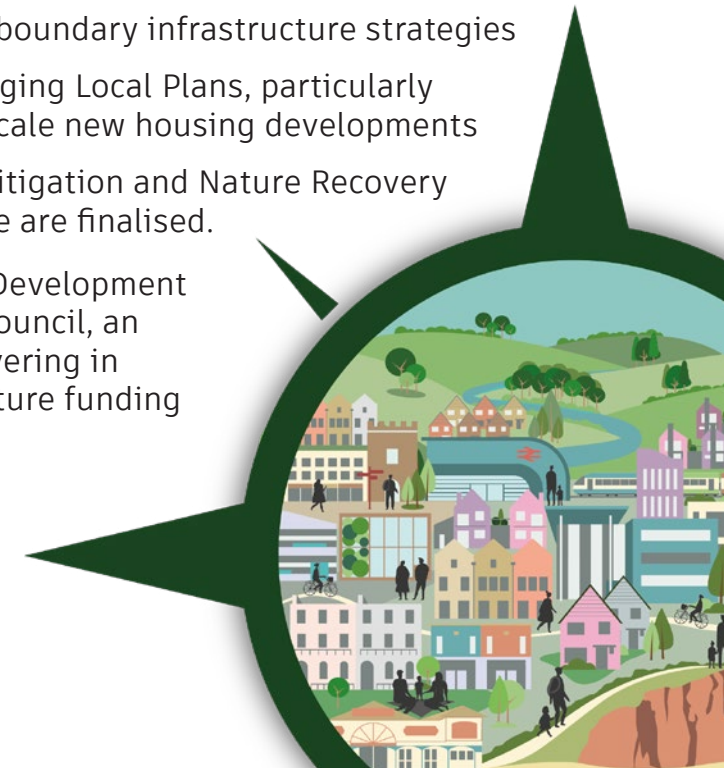 boundary infrastructure strategies
ging Local Plans, particularly
cale new housing developments
itigation and Nature Recovery
e are finalised.
Development
ouncil, an
vering in
ture funding